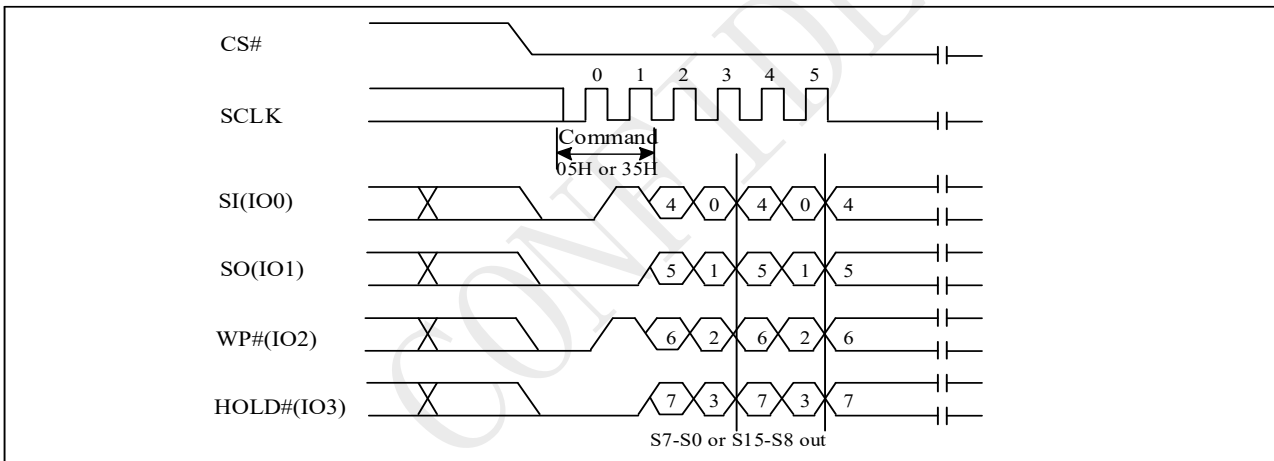 CS#
0 1 2 3 4 5
SCLK
Command
05H or 35H
SI(IO0) 4 0 4 0 4
SO(IO1) 5 1 5 1 5
WP#(IO2) 6 2 6 2 6
HOLD#(IO3) 7 3 7 3 7
S7-S0 or S15-S8 out